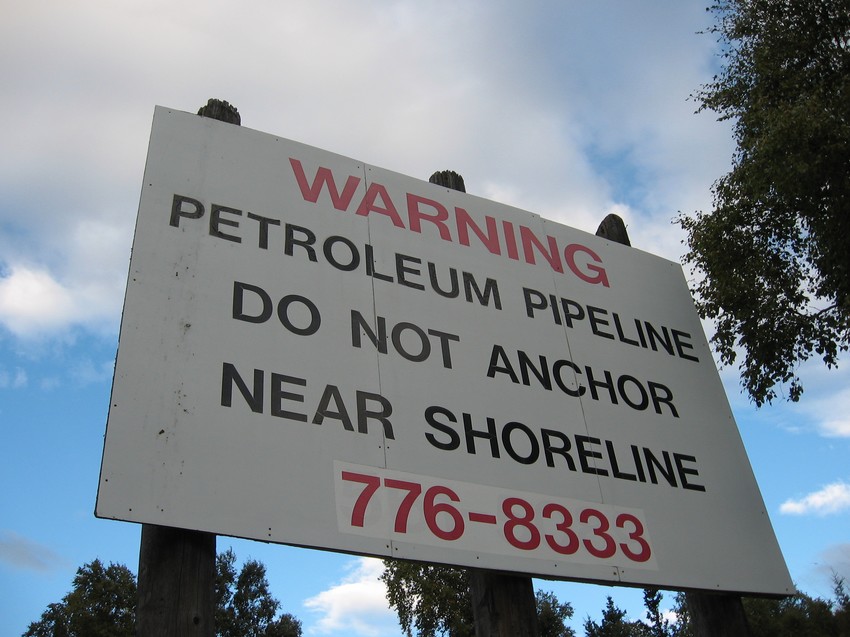 WARNING
PETROLEUM PIPELINE
DO NOT ANCHOR
NEAR SHORELINE
776-8333